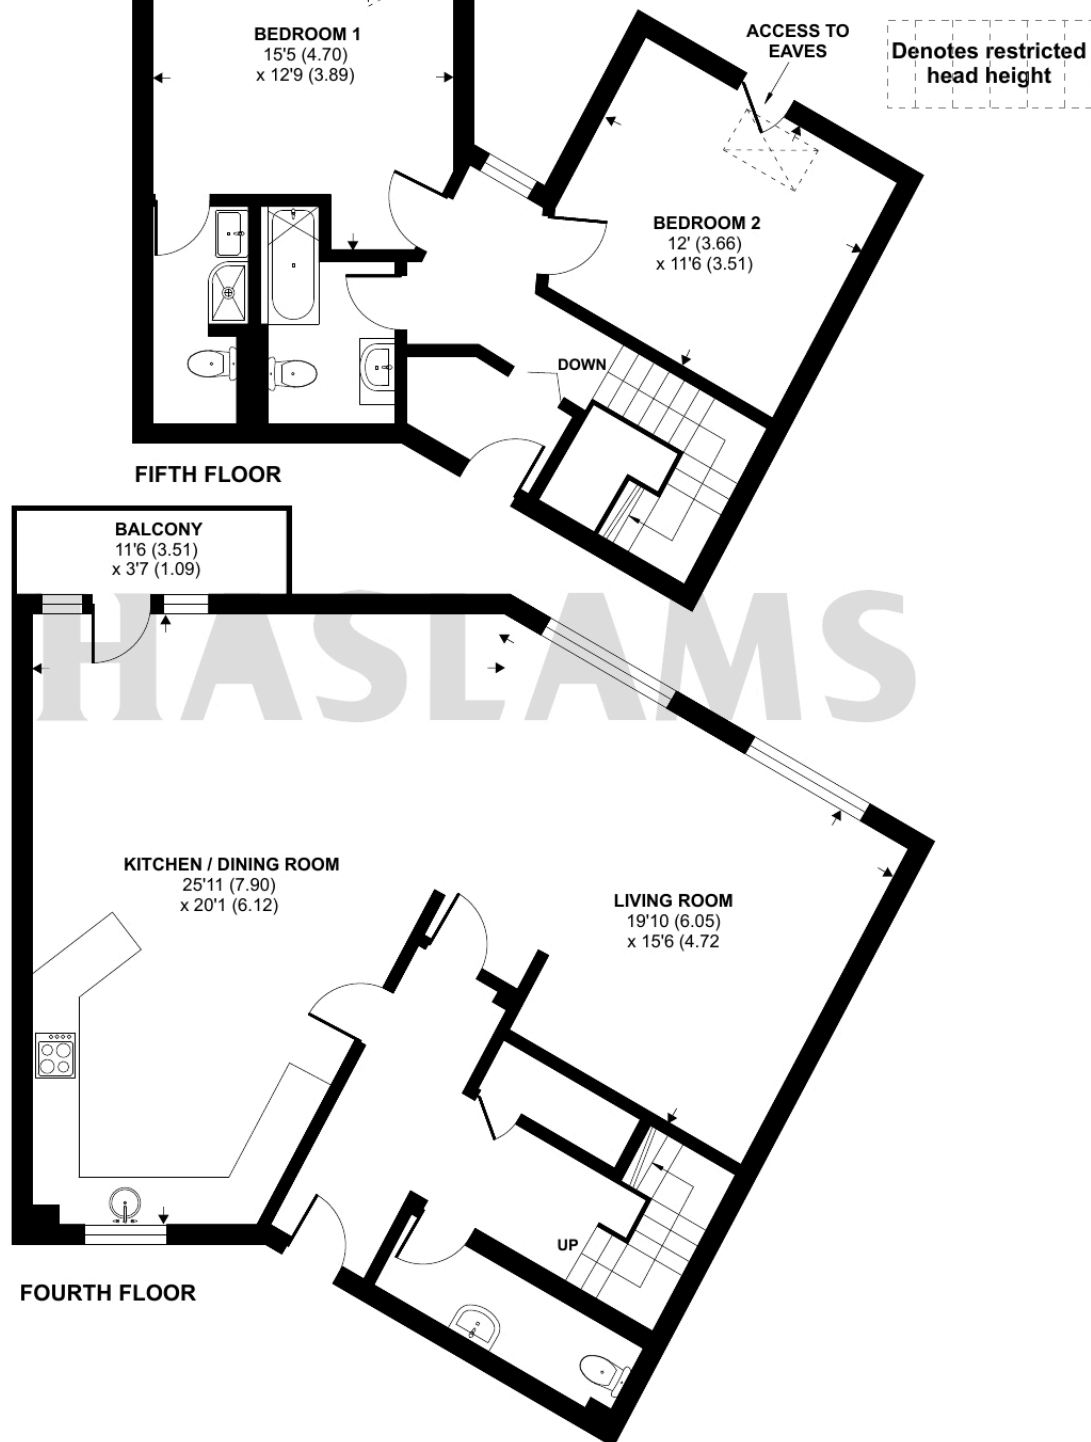 BEDROOM 1
15'5 (4.70)
x 12'9 (3.89)
ACCESS TO
EAVES
Denotes restricted
head height
BEDROOM 2
12' (3.66)
x 11'6 (3.51)
DOWN
FIFTH FLOOR
BALCONY
11'6 (3.51)
x 3'7 (1.09)
HASLAMS
KITCHEN / DINING ROOM
25'11 (7.90)
x 20'1 (6.12)
LIVING ROOM
19'10 (6.05)
x 15'6 (4.72
UP
FOURTH FLOOR